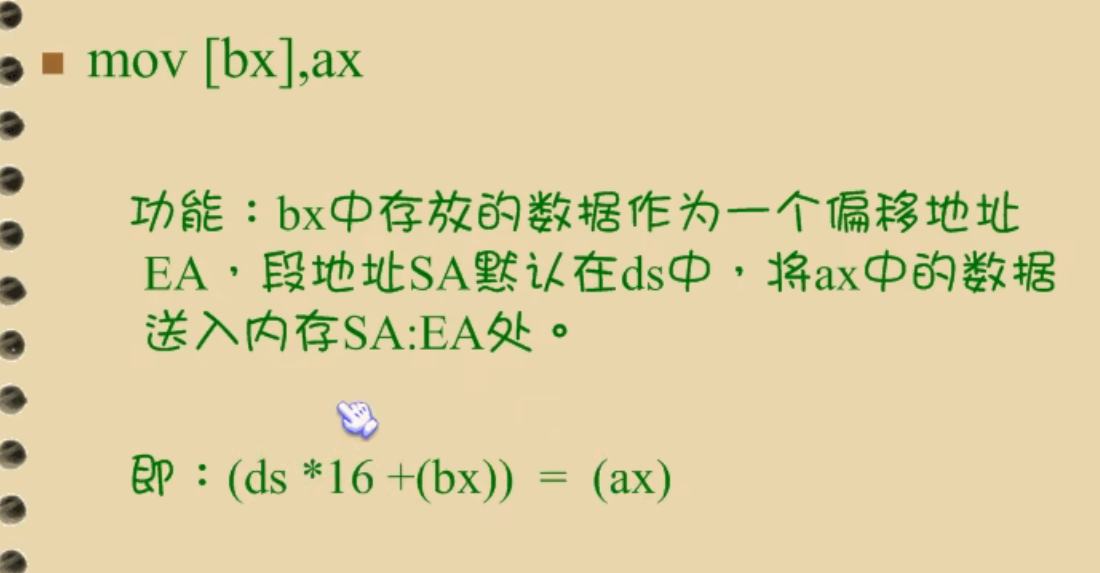 mov [bx],ax
功能：bx中存放的数据作为一个偏移地址
EA，段地址SA默认在ds中，将ax中的数据
送入内存SA:EA处。
即：(ds *16 +(bx)) = (ax)